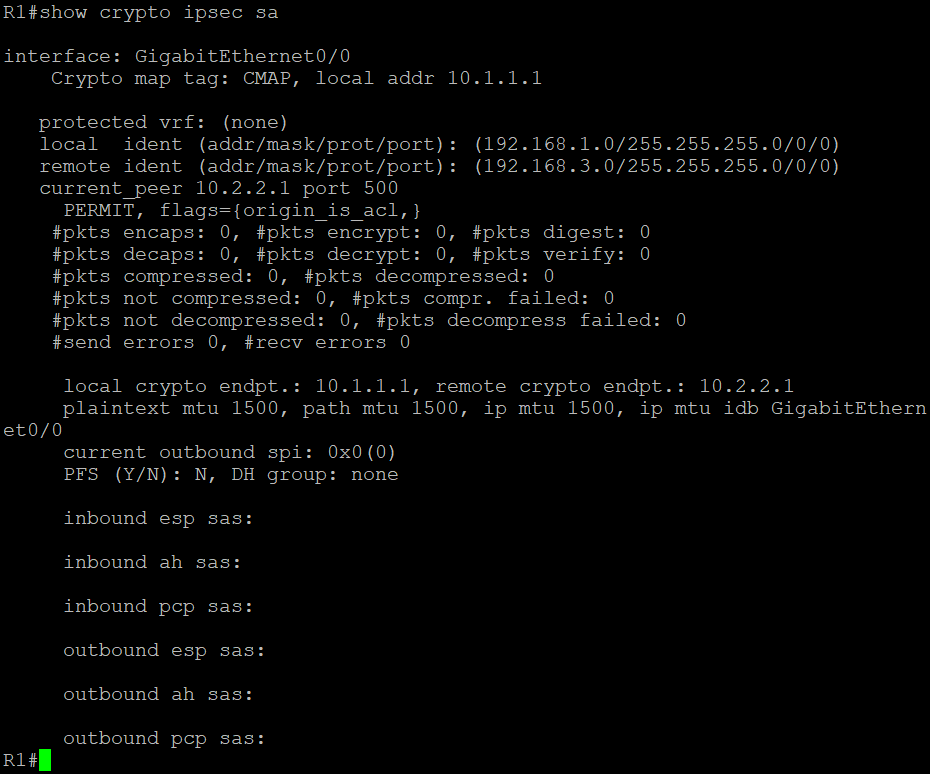 R1#show crypto ipsec sa

interface: GigabitEthernet0/0
    Crypto map tag: CMAP, local addr 10.1.1.1

   protected vrf: (none)
   local  ident (addr/mask/prot/port): (192.168.1.0/255.255.255.0/0/0)
   remote ident (addr/mask/prot/port): (192.168.3.0/255.255.255.0/0/0)
   current_peer 10.2.2.1 port 500
     PERMIT, flags={origin_is_acl,}
    #pkts encaps: 0, #pkts encrypt: 0, #pkts digest: 0
    #pkts decaps: 0, #pkts decrypt: 0, #pkts verify: 0
    #pkts compressed: 0, #pkts decompressed: 0
    #pkts not compressed: 0, #pkts compr. failed: 0
    #pkts not decompressed: 0, #pkts decompress failed: 0
    #send errors 0, #recv errors 0

     local crypto endpt.: 10.1.1.1, remote crypto endpt.: 10.2.2.1
     plaintext mtu 1500, path mtu 1500, ip mtu 1500, ip mtu idb GigabitEthern
et0/0
     current outbound spi: 0x0(0)
     PFS (Y/N): N, DH group: none

     inbound esp sas:

     inbound ah sas:

     inbound pcp sas:

     outbound esp sas:

     outbound ah sas:

     outbound pcp sas:
R1#